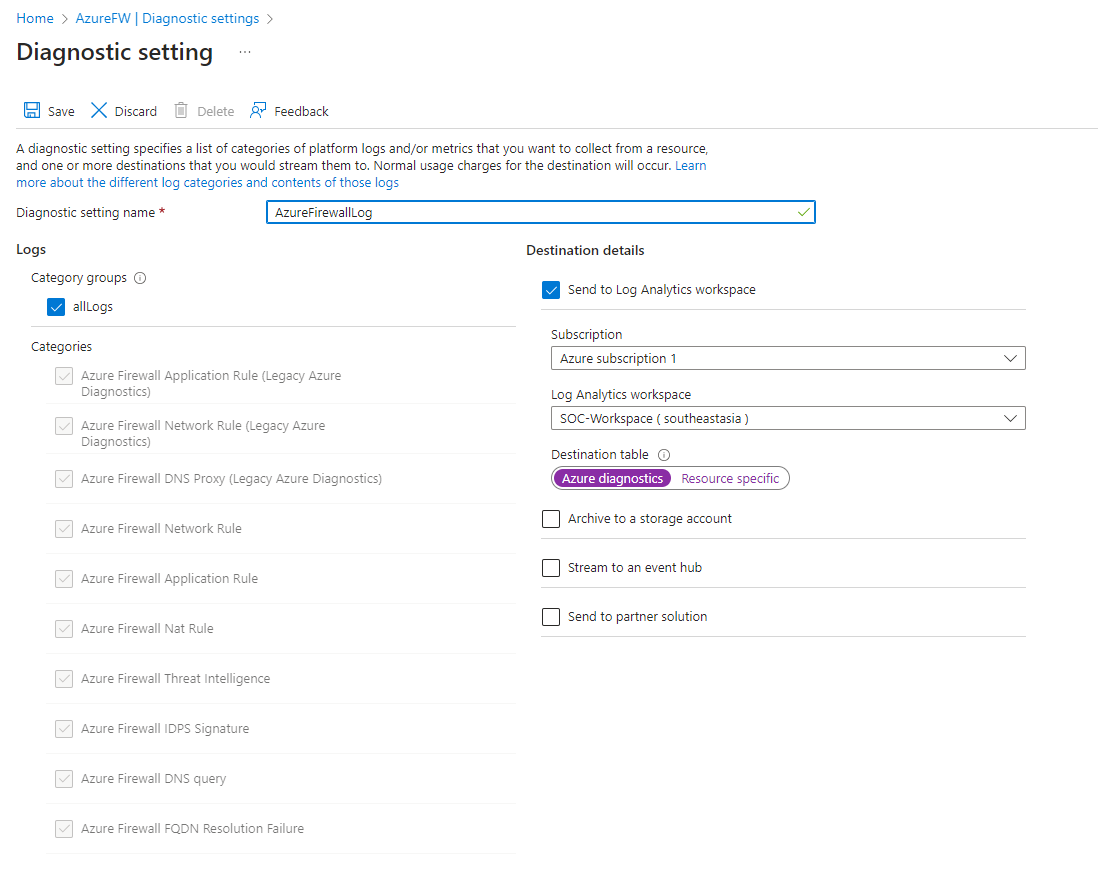 Home > AzureFW | Diagnostic settings >
Diagnostic setting ...
Save Discard Delete Feedback
A diagnostic setting specifies a list of categories of platform logs and/or metrics that you want to collect from a resource,
and one or more destinations that you would stream them to. Normal usage charges for the destination will occur. Learn
more about the different log categories and contents of those logs
Diagnostic setting name *
AzureFirewallLog
Logs
Category groups
allLogs
Categories
Azure Firewall Application Rule (Legacy Azure
Diagnostics)
Azure Firewall Network Rule (Legacy Azure
Diagnostics)
Azure Firewall DNS Proxy (Legacy Azure Diagnostics)
Azure Firewall Network Rule
Azure Firewall Application Rule
Azure Firewall Nat Rule
Azure Firewall Threat Intelligence
Azure Firewall IDPS Signature
Azure Firewall DNS query
Azure Firewall FQDN Resolution Failure
Destination details
Send to Log Analytics workspace
Subscription
Azure subscription 1
Log Analytics workspace
SOC-Workspace ( southeastasia )
Destination table
Azure diagnostics Resource specific
Archive to a storage account
Stream to an event hub
Send to partner solution